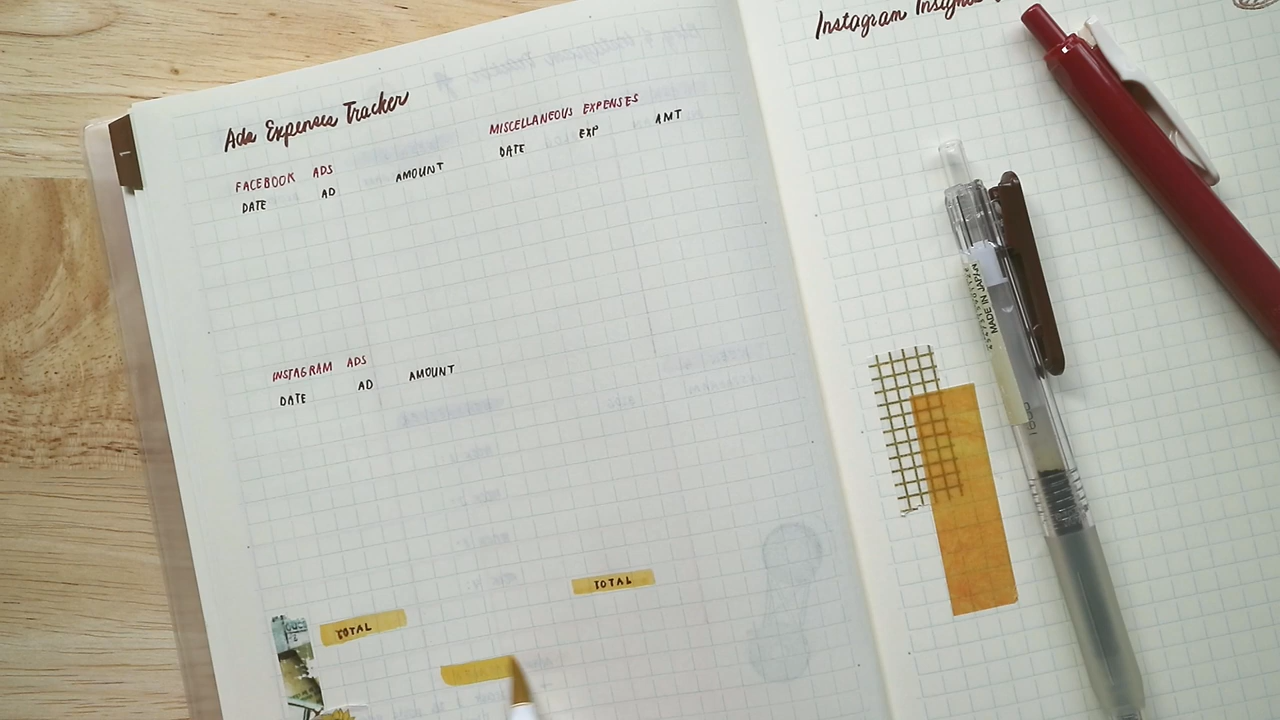 Ads Expenses Tracker
FACEBOOK ADS
DATE AD AMOUNT
INSTAGRAM ADS
DATE AD AMOUNT
TOTAL
MISCELLANEOUS EXPENSES
DATE EXP AMT
TOTAL
Instagram Insights
MADE IN JAPAN
1